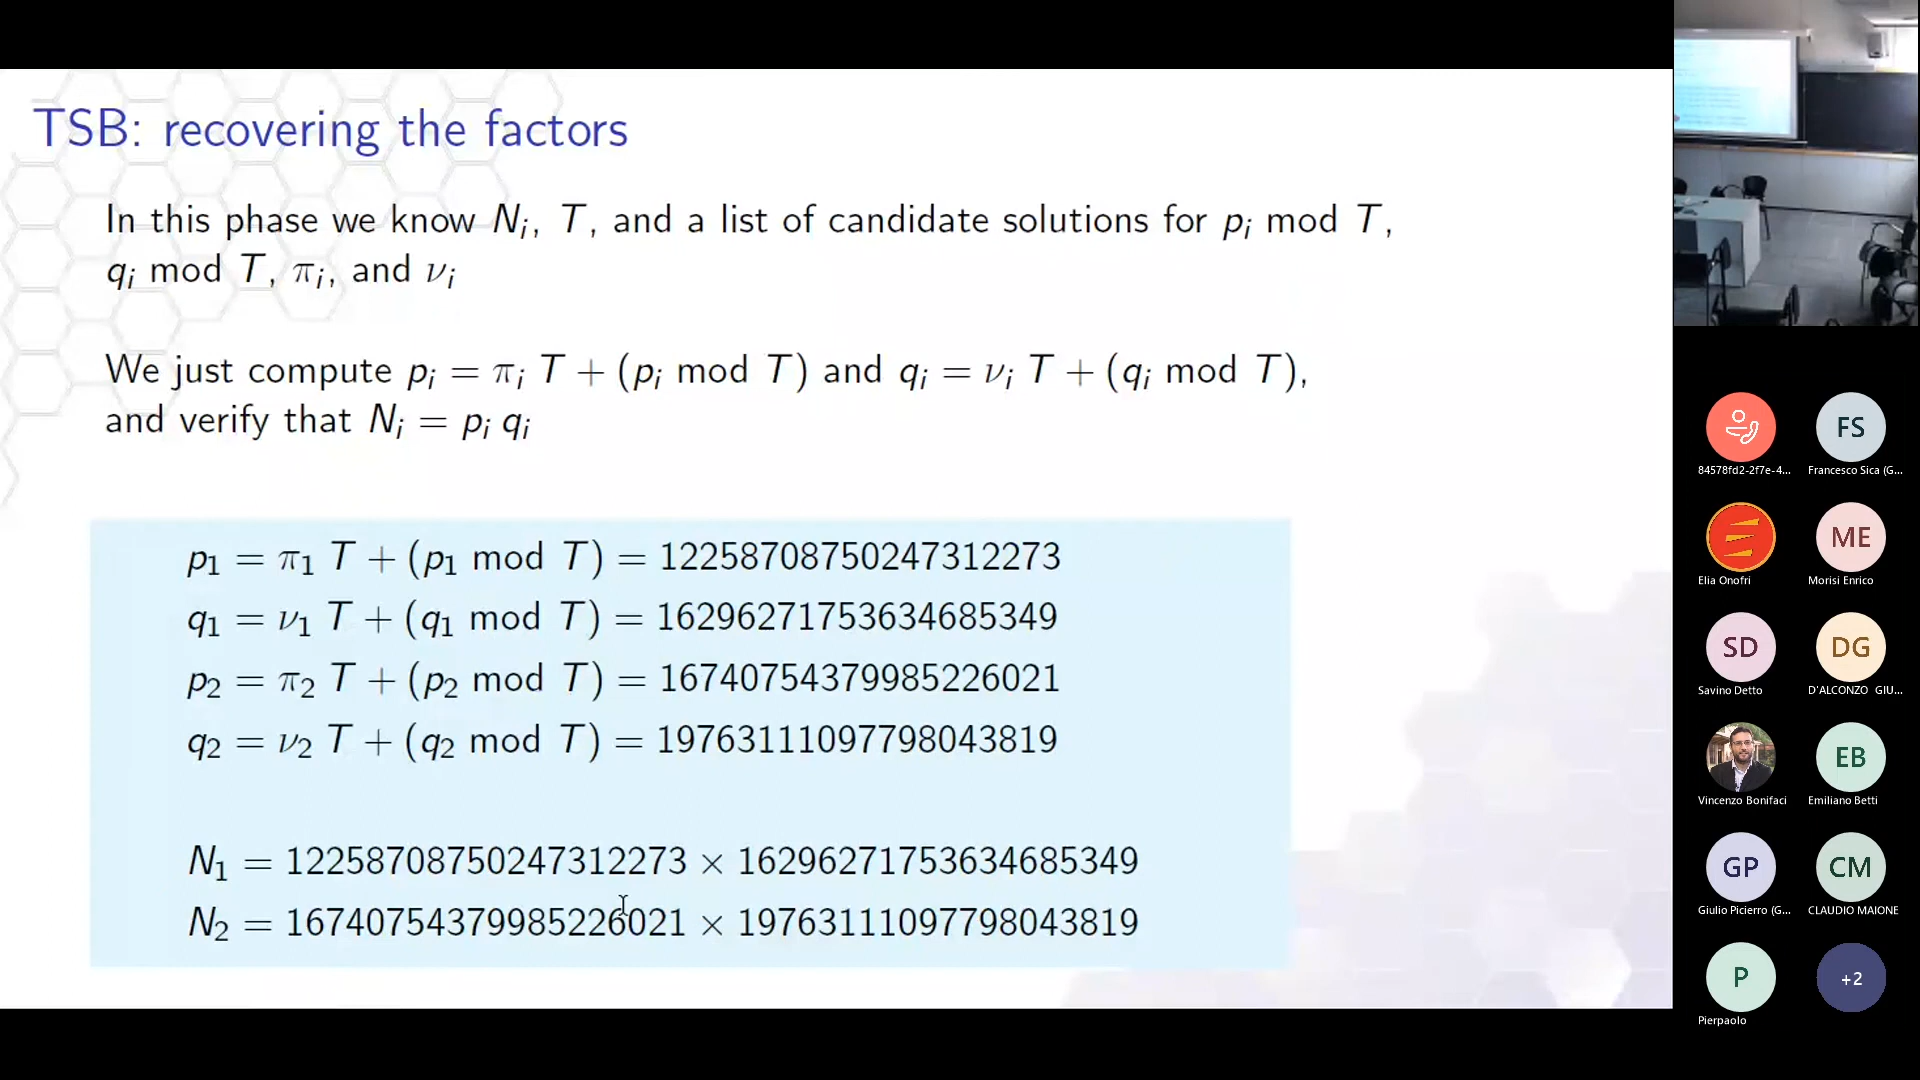 TSB: recovering the factors
In this phase we know Nᵢ, T, and a list of candidate solutions for pᵢ mod T,
qᵢ mod T, πᵢ, and νᵢ
We just compute pᵢ = πᵢ T + (pᵢ mod T) and qᵢ = νᵢ T + (qᵢ mod T),
and verify that Nᵢ = pᵢ qᵢ
p₁ = π₁ T + (p₁ mod T) = 12258708750247312273
q₁ = ν₁ T + (q₁ mod T) = 16296271753634685349
p₂ = π₂ T + (p₂ mod T) = 16740754379985226021
q₂ = ν₂ T + (q₂ mod T) = 19763111097798043819
N₁ = 12258708750247312273 × 16296271753634685349
N₂ = 16740754379985226021 × 19763111097798043819
84578fd2-2f7e-4...
FS
Francesco Sica (G...
Elia Onofri
ME
Morisi Enrico
SD
Savino Detto
DG
D'ALCONZO GIU...
Vincenzo Bonifaci
EB
Emiliano Betti
GP
Giulio Picierro (G...
CM
CLAUDIO MAIONE
P
Pierpaolo
+2